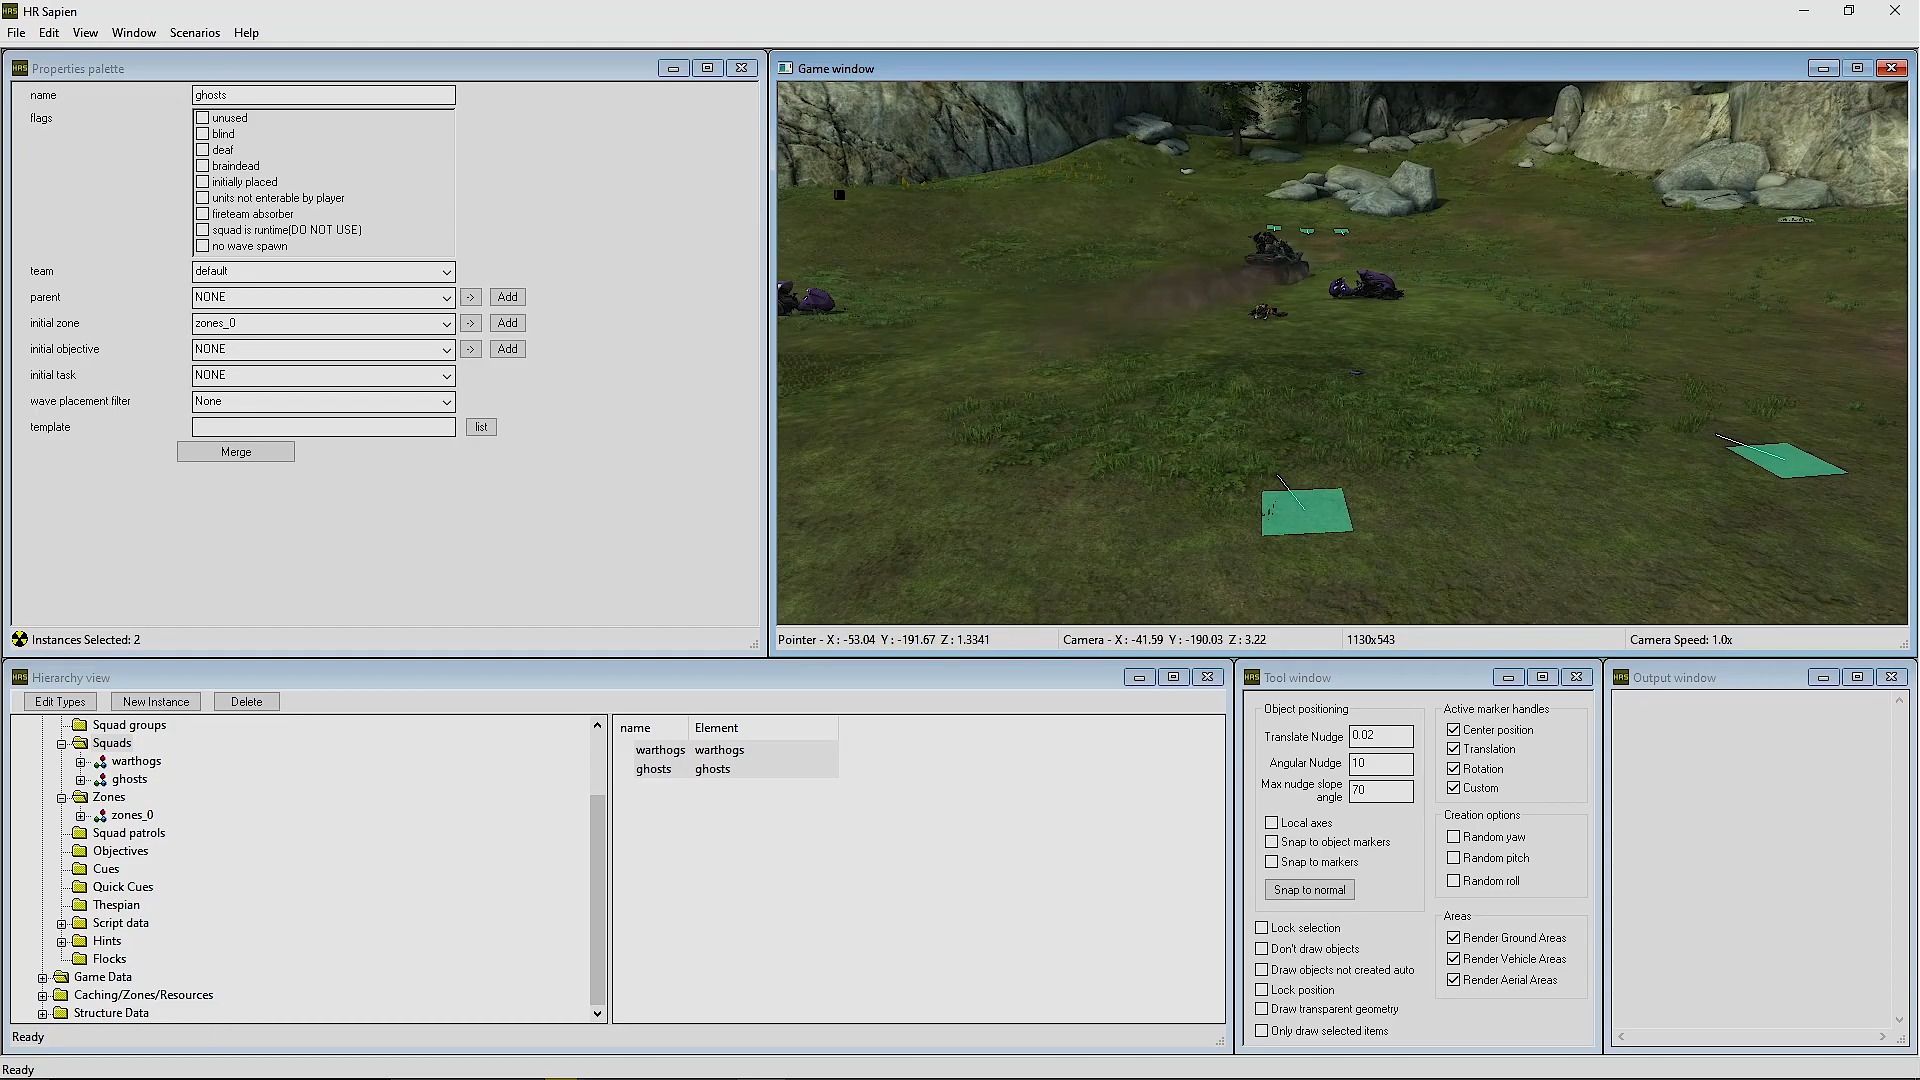 HR Sapien
File Edit View Window Scenarios Help
Properties palette
name ghosts
flags
unused
blind
deaf
braindead
initially placed
units not enterable by player
fireteam absorber
squad is runtime(DO NOT USE)
no wave spawn
team default
parent NONE -> Add
initial zone zones_0 -> Add
initial objective NONE -> Add
initial task NONE
wave placement filter None
template list
Merge
Instances Selected: 2
Game window
Pointer - X : -53.04 Y : -191.67 Z : 1.3341 Camera - X : -41.59 Y : -190.03 Z : 3.22 1130x543 Camera Speed: 1.0x
Hierarchy view
Edit Types New Instance Delete
Squad groups
Squads
warthogs
ghosts
Zones
zones_0
Squad patrols
Objectives
Cues
Quick Cues
Thespian
Script data
Hints
Flocks
Game Data
Caching/Zones/Resources
Structure Data
name Element
warthogs warthogs
ghosts ghosts
Ready
Tool window
Object positioning
Translate Nudge 0.02
Angular Nudge 10
Max nudge slope
angle 70
Local axes
Snap to object markers
Snap to markers
Snap to normal
Lock selection
Don't draw objects
Draw objects not created auto
Lock position
Draw transparent geometry
Only draw selected items
Active marker handles
Center position
Translation
Rotation
Custom
Creation options
Random yaw
Random pitch
Random roll
Areas
Render Ground Areas
Render Vehicle Areas
Render Aerial Areas
Output window
Ready